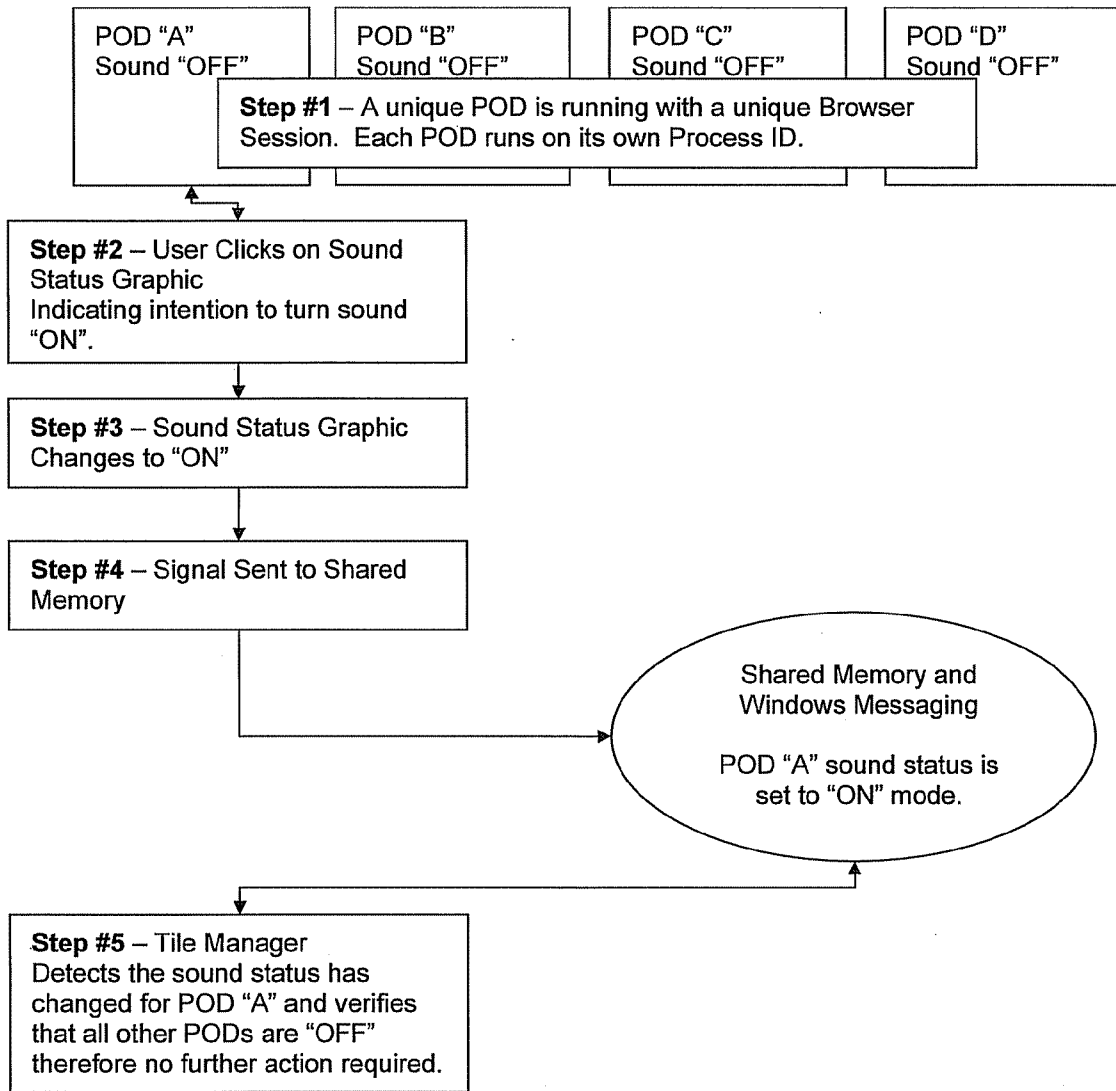 POD “A”
Sound “OFF”
POD “B”
Sound “OFF”
POD “C”
Sound “OFF”
POD “D”
Sound “OFF”
Step #1 – A unique POD is running with a unique Browser
Session. Each POD runs on its own Process ID.
Step #2 – User Clicks on Sound
Status Graphic
Indicating intention to turn sound
“ON”.
Step #3 – Sound Status Graphic
Changes to “ON”
Step #4 – Signal Sent to Shared
Memory
Shared Memory and
Windows Messaging
POD “A” sound status is
set to “ON” mode.
Step #5 – Tile Manager
Detects the sound status has
changed for POD “A” and verifies
that all other PODs are “OFF”
therefore no further action required.